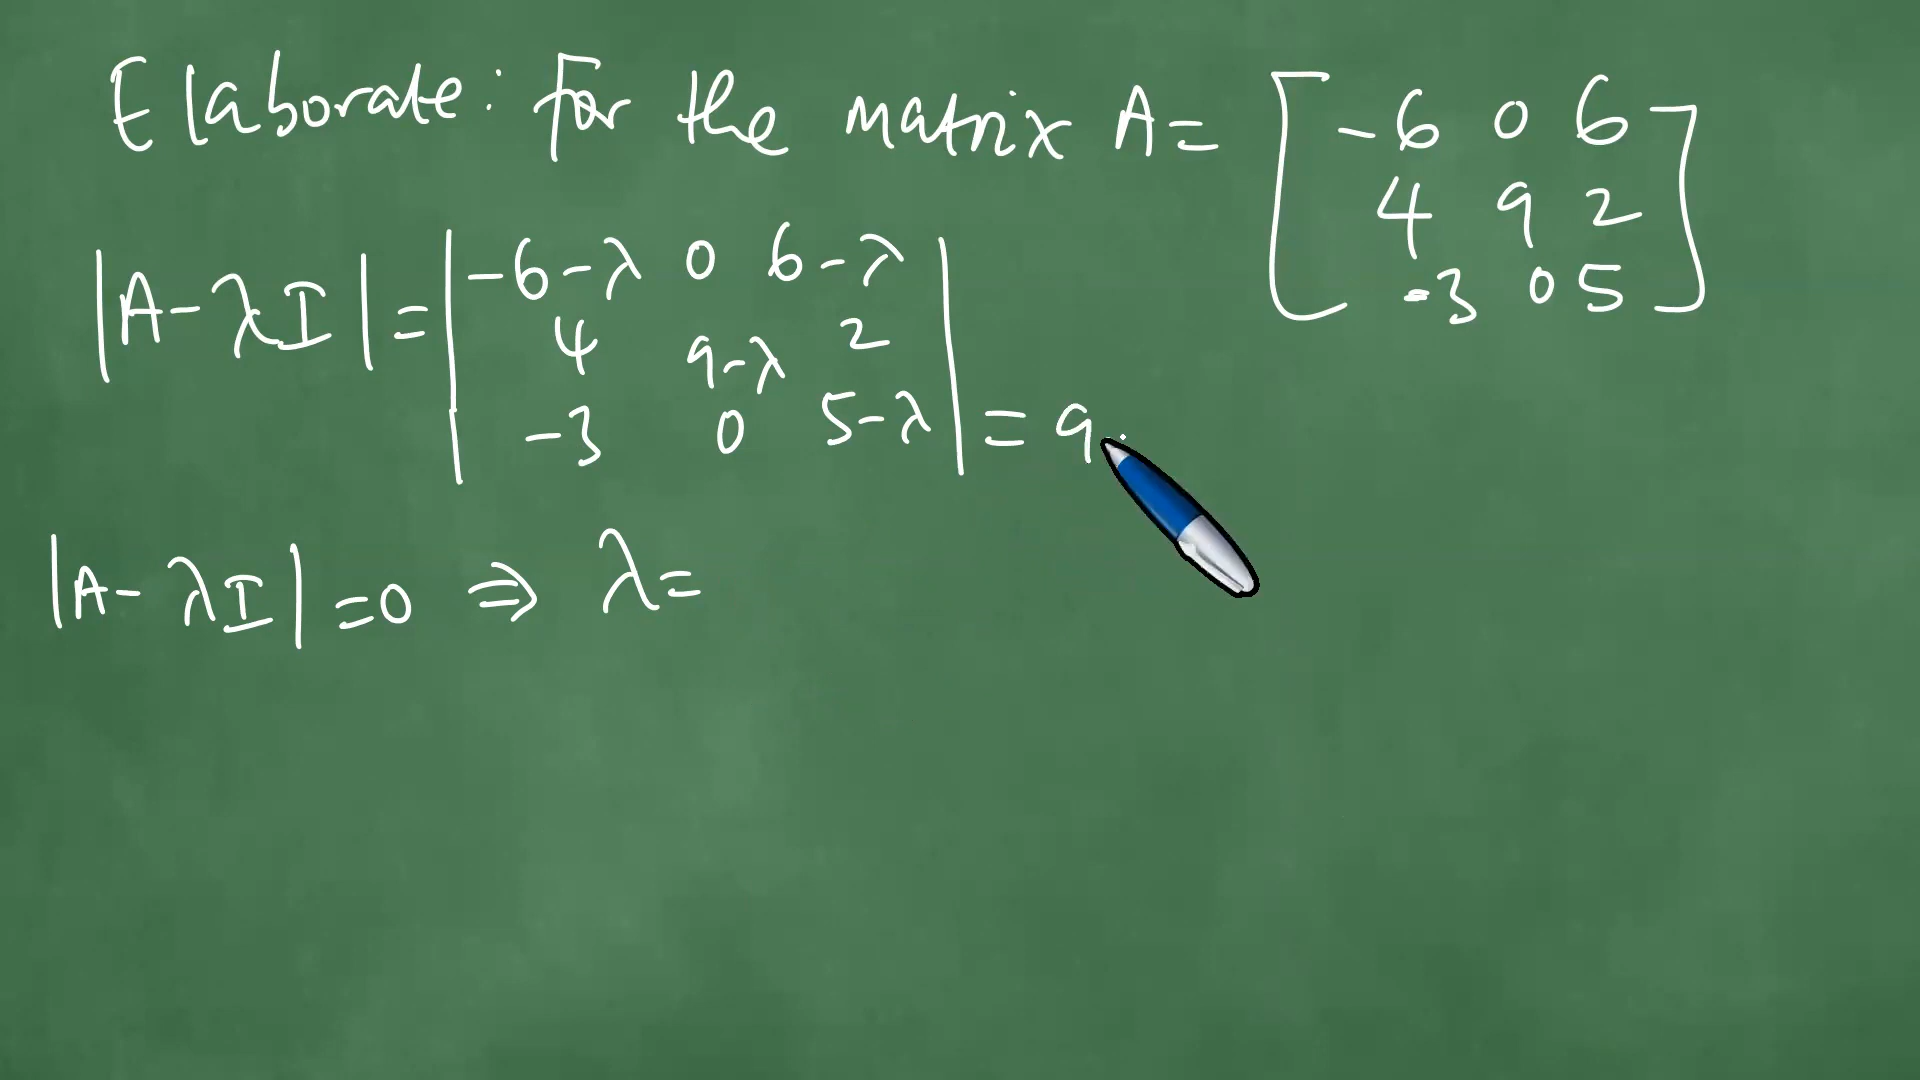 Elaborate: For the matrix A = [ -6 0 6
4 9 2
-3 0 5 ]
|A - λI| = | -6-λ 0 6-λ
4 9-λ 2
-3 0 5-λ | = 9
|A - λI| = 0 ⇒ λ =